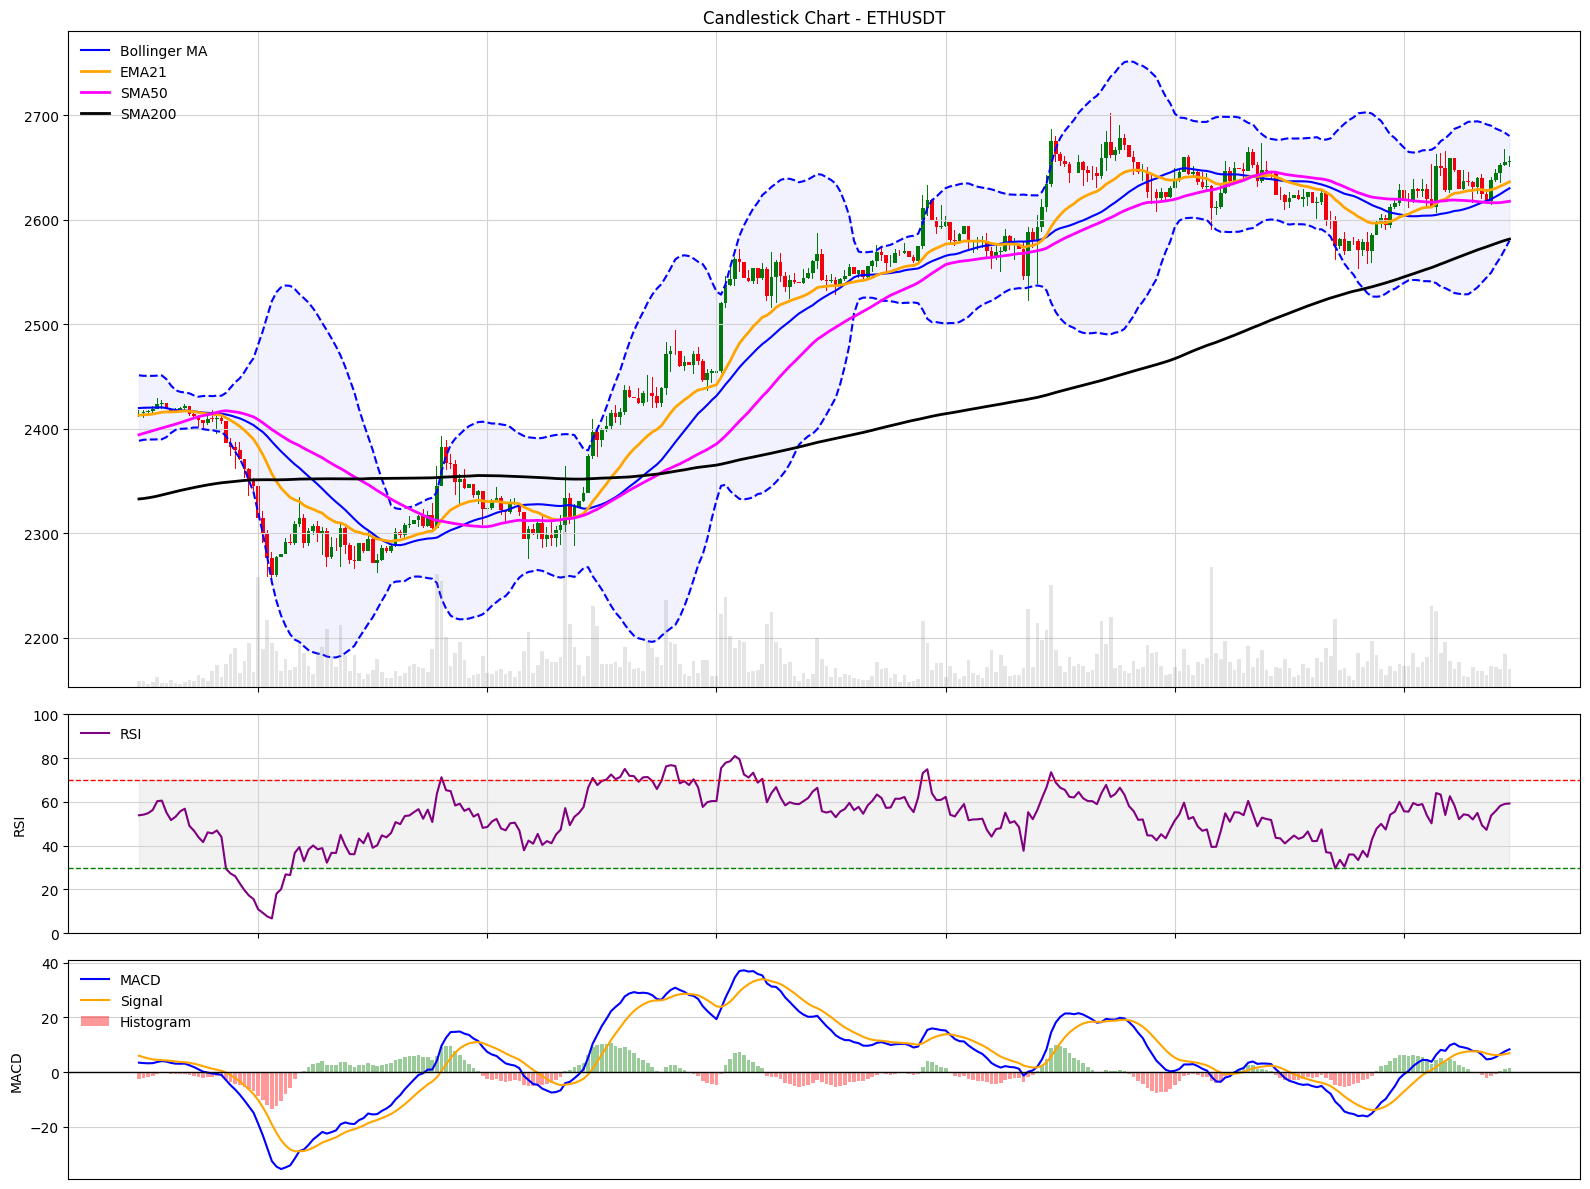 Candlestick Chart - ETHUSDT
Bollinger MA
EMA21
SMA50
SMA200
2700
2600
2500
2400
2300
2200
RSI
100
80
60
40
20
0
RSI
MACD
Signal
Histogram
40
20
0
−20
MACD